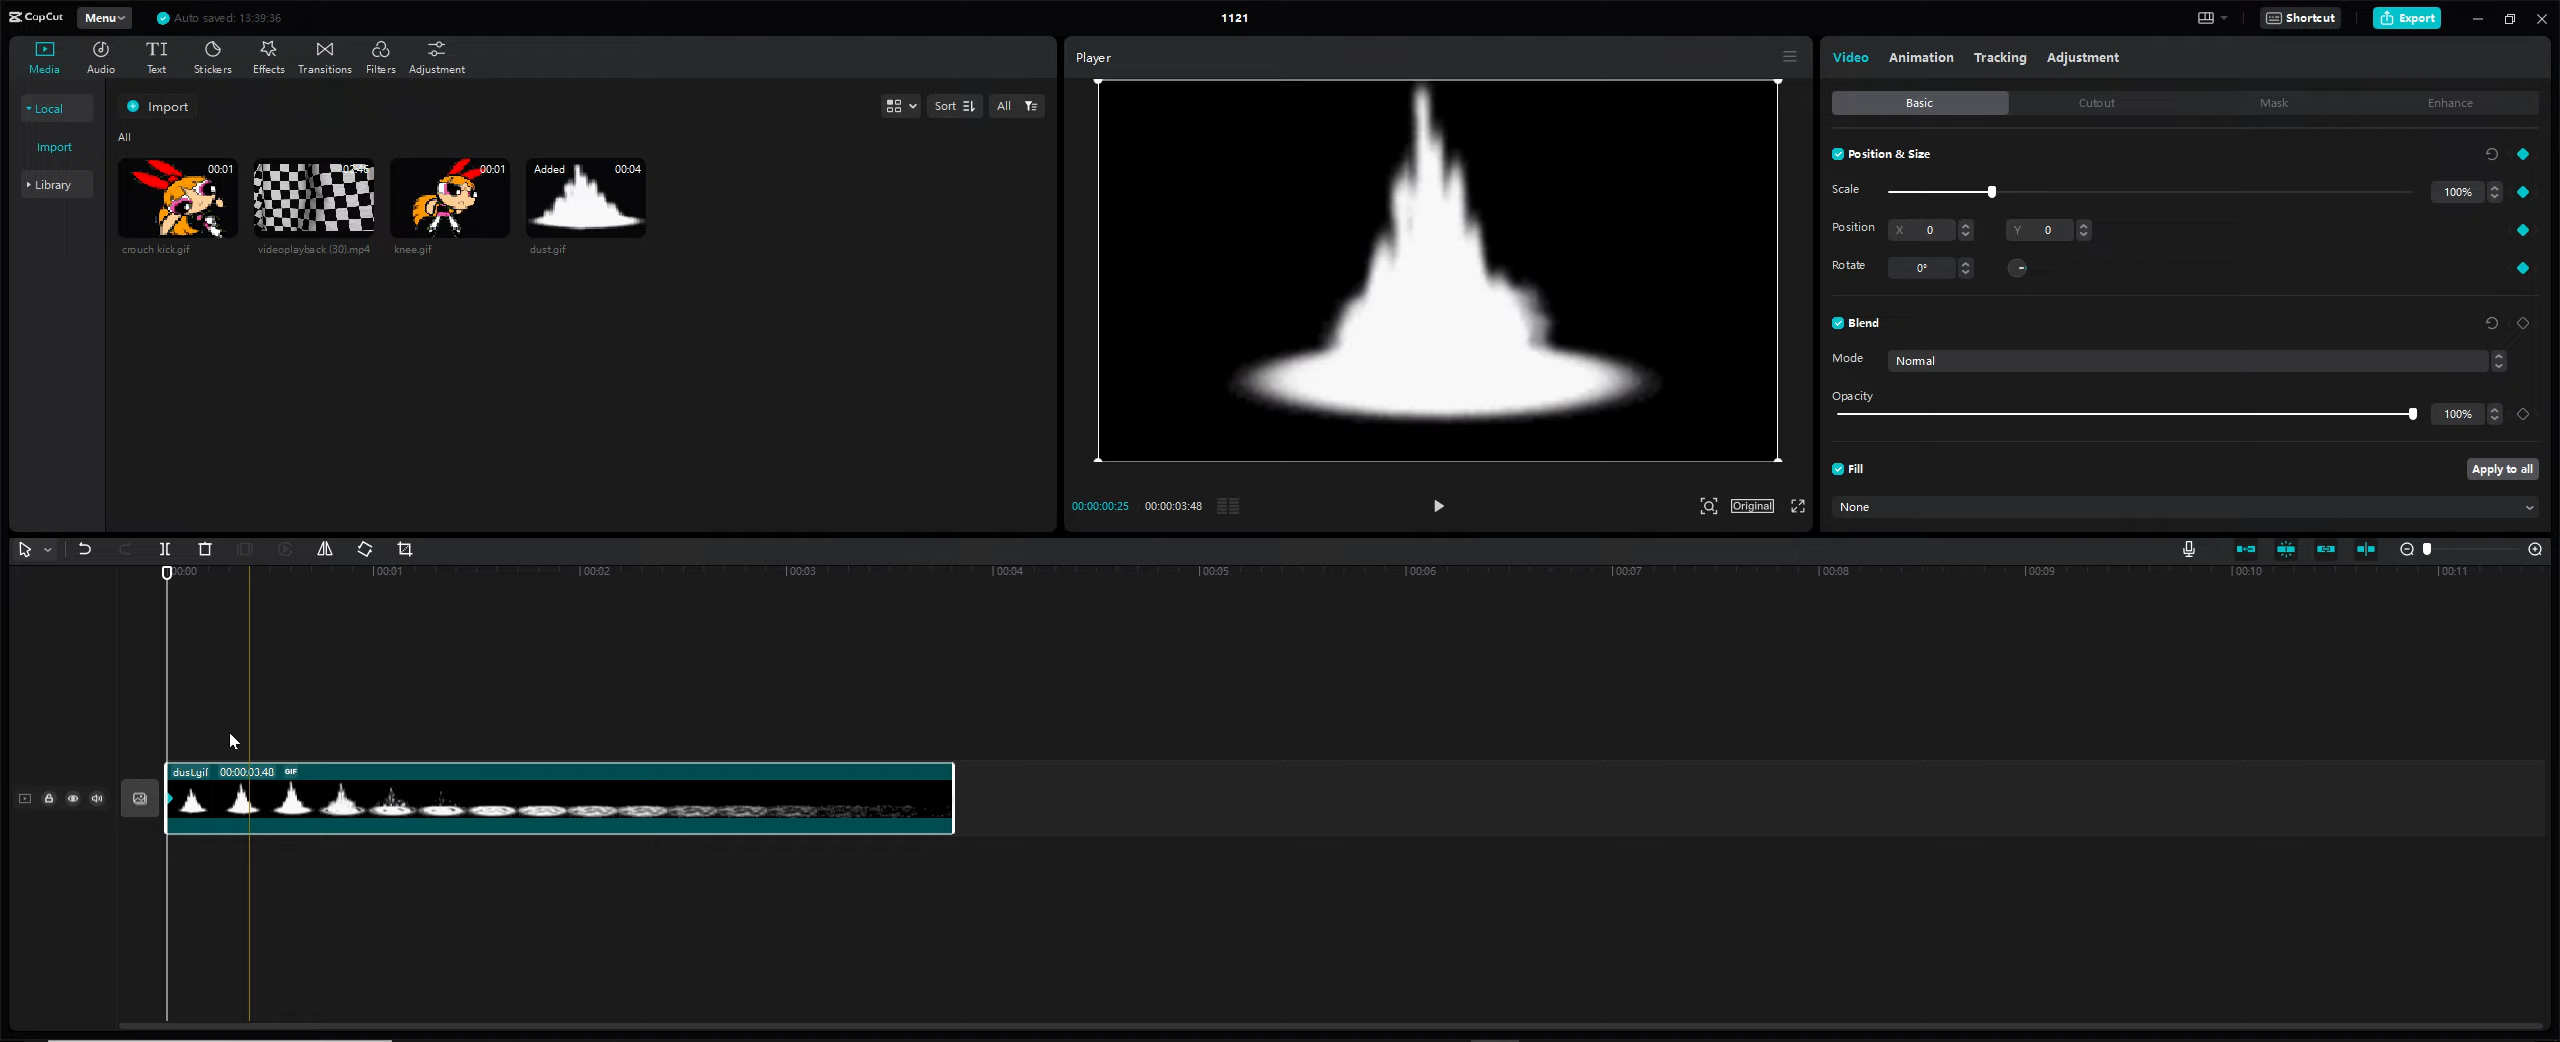 CapCut Menu Auto saved: 13:39:36 1121 Shortcut Export
Media Audio Text Stickers Effects Transitions Filters Adjustment
Local
Import
Library
Import Sort All
All
00:01 02:46 00:01 Added 00:04
crouch kick.gif videoplayback (30).mp4 knee.gif dust.gif
Player
00:00:00:25 00:00:03:48 Original
Video Animation Tracking Adjustment
Basic Cutout Mask Enhance
Position & Size
Scale 100%
Position X 0 Y 0
Rotate 0°
Blend
Mode Normal
Opacity
100%
Fill Apply to all
None
00:00 00:01 00:02 00:03 00:04 00:05 00:06 00:07 00:08 00:09 00:10 00:11
dust.gif 00:00:03:48 GIF